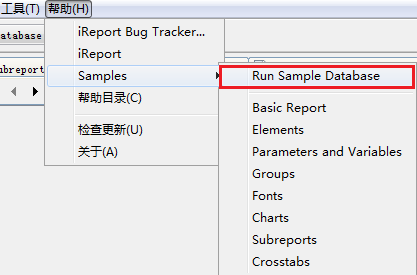 工具(T) 帮助(H)
atabase
ubreport
iReport Bug Tracker...
iReport
Samples
帮助目录(C)
检查更新(U)
关于(A)
Run Sample Database
Basic Report
Elements
Parameters and Variables
Groups
Fonts
Charts
Subreports
Crosstabs